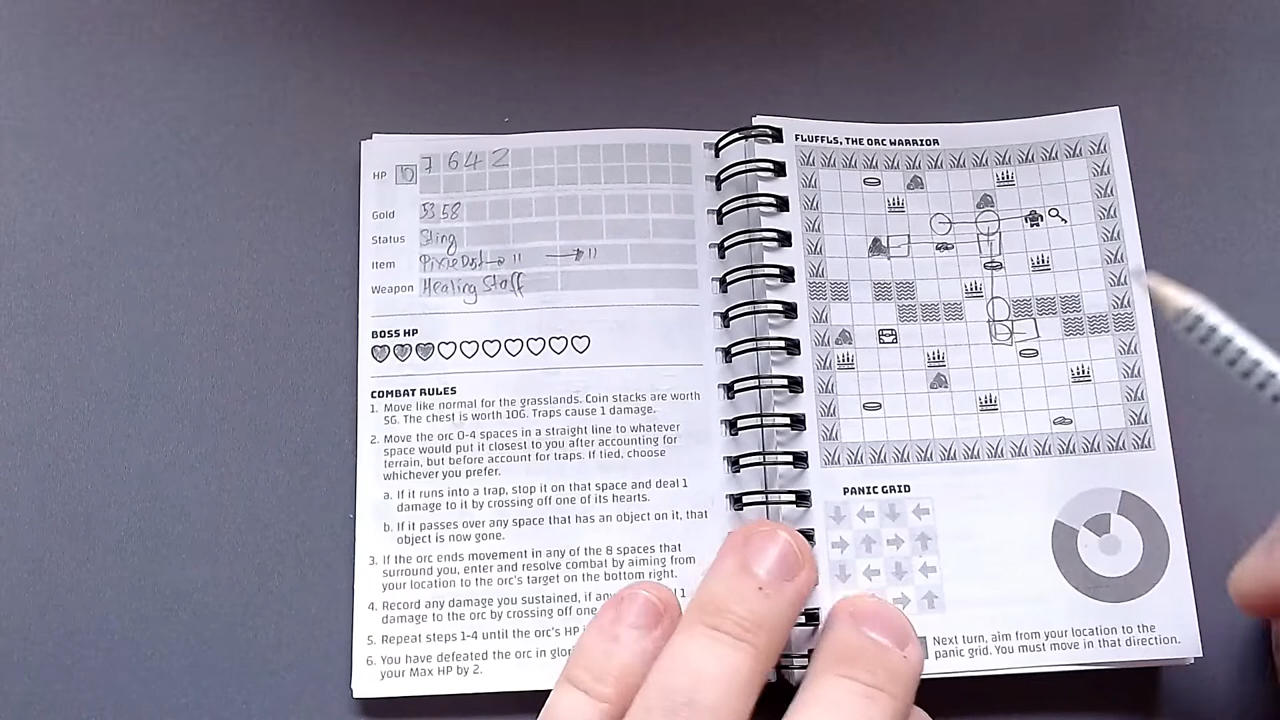 HP 10 7 6 4 2
Gold 53 58
Status Sling
Item Pixie Dust → 11 → 11
Weapon Healing Staff
BOSS HP
COMBAT RULES
1. Move like normal for the grasslands. Coin stacks are worth
5G. The chest is worth 10G. Traps cause 1 damage.
2. Move the orc 0-4 spaces in a straight line to whatever
space would put it closest to you after accounting for
terrain, but before account for traps. If tied, choose
whichever you prefer.
a. If it runs into a trap, stop it on that space and deal 1
damage to it by crossing off one of its hearts.
b. If it passes over any space that has an object on it, that
object is now gone.
3. If the orc ends movement in any of the 8 spaces that
surround you, enter and resolve combat by aiming from
your location to the orc's target on the bottom right.
4. Record any damage you sustained, if any
damage to the orc by crossing off one
5. Repeat steps 1-4 until the orc's HP
6. You have defeated the orc in
your Max HP by 2.
FLUFFLS, THE ORC WARRIOR
PANIC GRID
Next turn, aim from your location to the
panic grid. You must move in that direction.